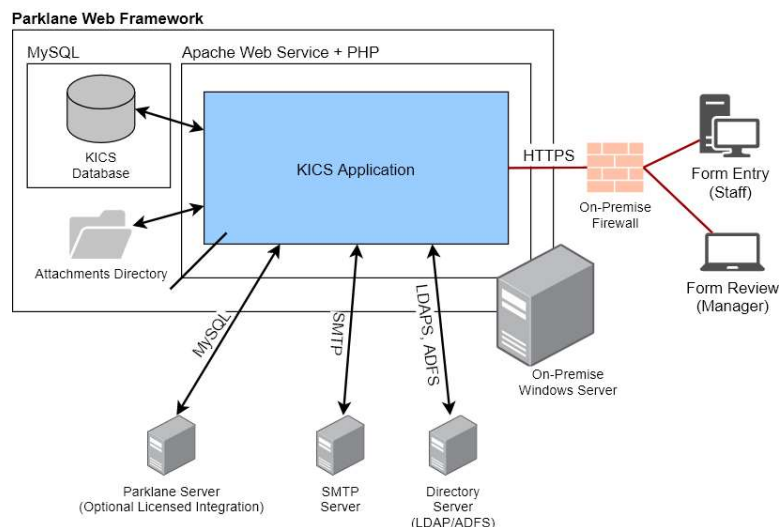 Parklane Web Framework
MySQL
Apache Web Service + PHP
KICS
Database
KICS Application
HTTPS
On-Premise
Firewall
Form Entry
(Staff)
Attachments Directory
Form Review
(Manager)
MySQL
SMTP
LDAPS, ADFS
On-Premise
Windows Server
Parklane Server
(Optional Licensed Integration)
SMTP
Server
Directory
Server
(LDAP/ADFS)